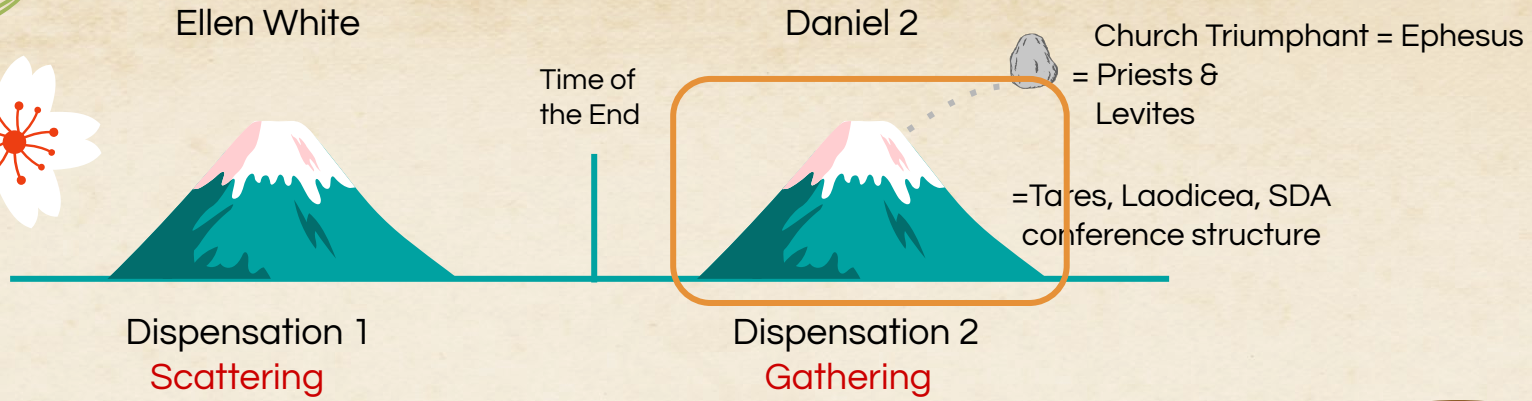 Ellen White
Daniel 2
Time of
the End
Church Triumphant = Ephesus
= Priests &
Levites
=Tares, Laodicea, SDA
conference structure
Dispensation 1
Scattering
Dispensation 2
Gathering